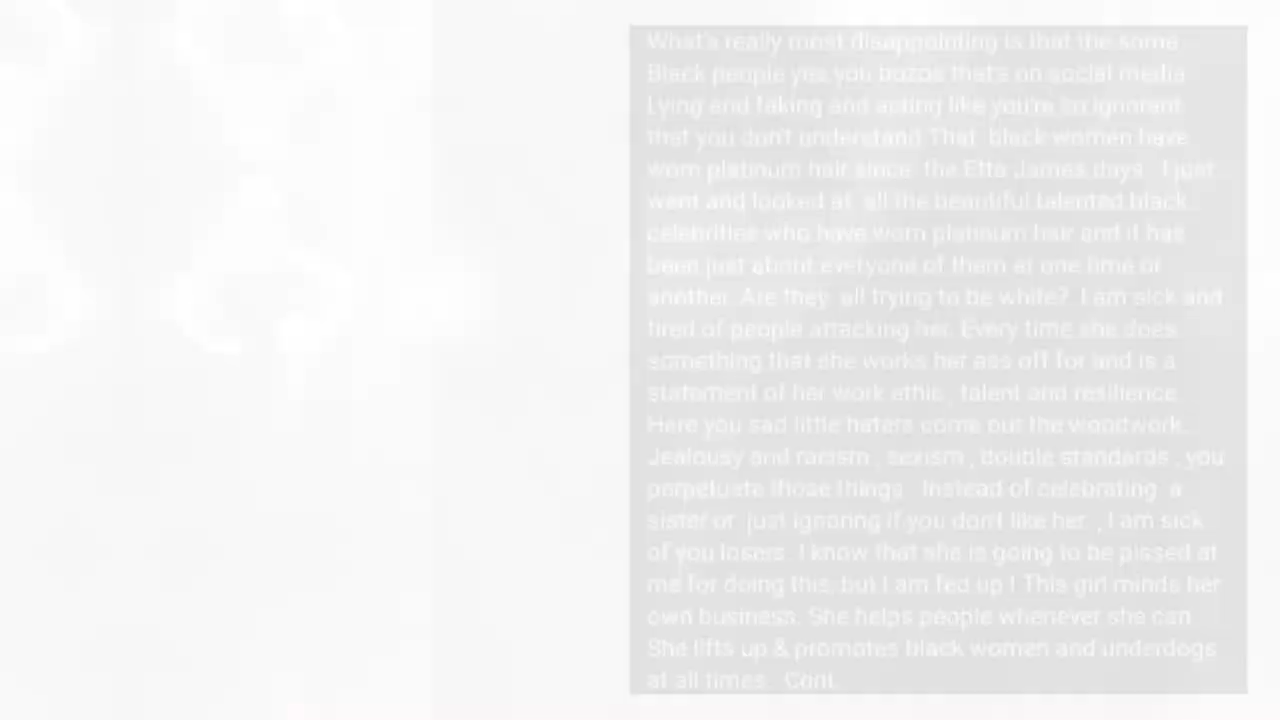 What's really most disappointing is that the some
Black people yes you bozos that's on social media
Lying and faking and acting like you're so ignorant
that you don't understand That black women have
worn platinum hair since the Etta James days . I just
went and looked at all the beautiful talented black
celebrities who have worn platinum hair and it has
been just about everyone of them at one time or
another. Are they all trying to be white? I am sick and
tired of people attacking her. Every time she does
something that she works her ass off for and is a
statement of her work ethic , talent and resilience
Here you sad little haters come out the woodwork.
Jealousy and racism , sexism , double standards , you
perpetuate those things . Instead of celebrating a
sister or just ignoring if you don't like her , I am sick
of you losers. I know that she is going to be pissed at
me for doing this, but I am fed up ! This girl minds her
own business. She helps people whenever she can
She lifts up & promotes black women and underdogs
at all times. Cont.